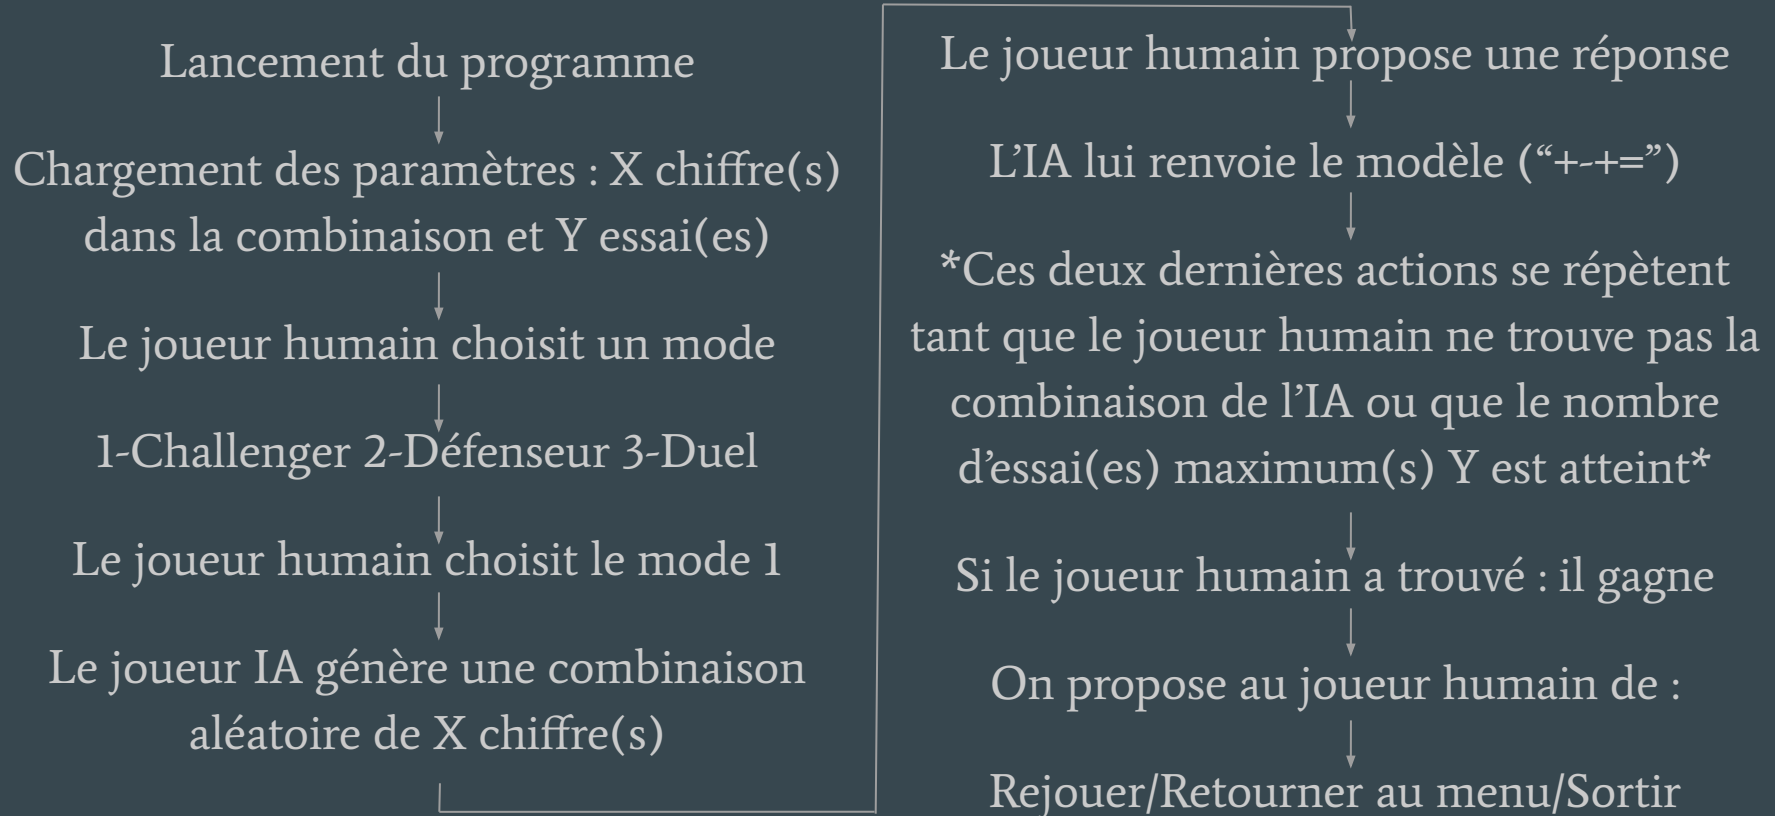 Lancement du programme
Chargement des paramètres : X chiffre(s)
dans la combinaison et Y essai(es)
Le joueur humain choisit un mode
1-Challenger 2-Défenseur 3-Duel
Le joueur humain choisit le mode 1
Le joueur IA génère une combinaison
aléatoire de X chiffre(s)
Le joueur humain propose une réponse
L’IA lui renvoie le modèle (“+-+=”)
*Ces deux dernières actions se répètent
tant que le joueur humain ne trouve pas la
combinaison de l’IA ou que le nombre
d’essai(es) maximum(s) Y est atteint*
Si le joueur humain a trouvé : il gagne
On propose au joueur humain de :
Rejouer/Retourner au menu/Sortir